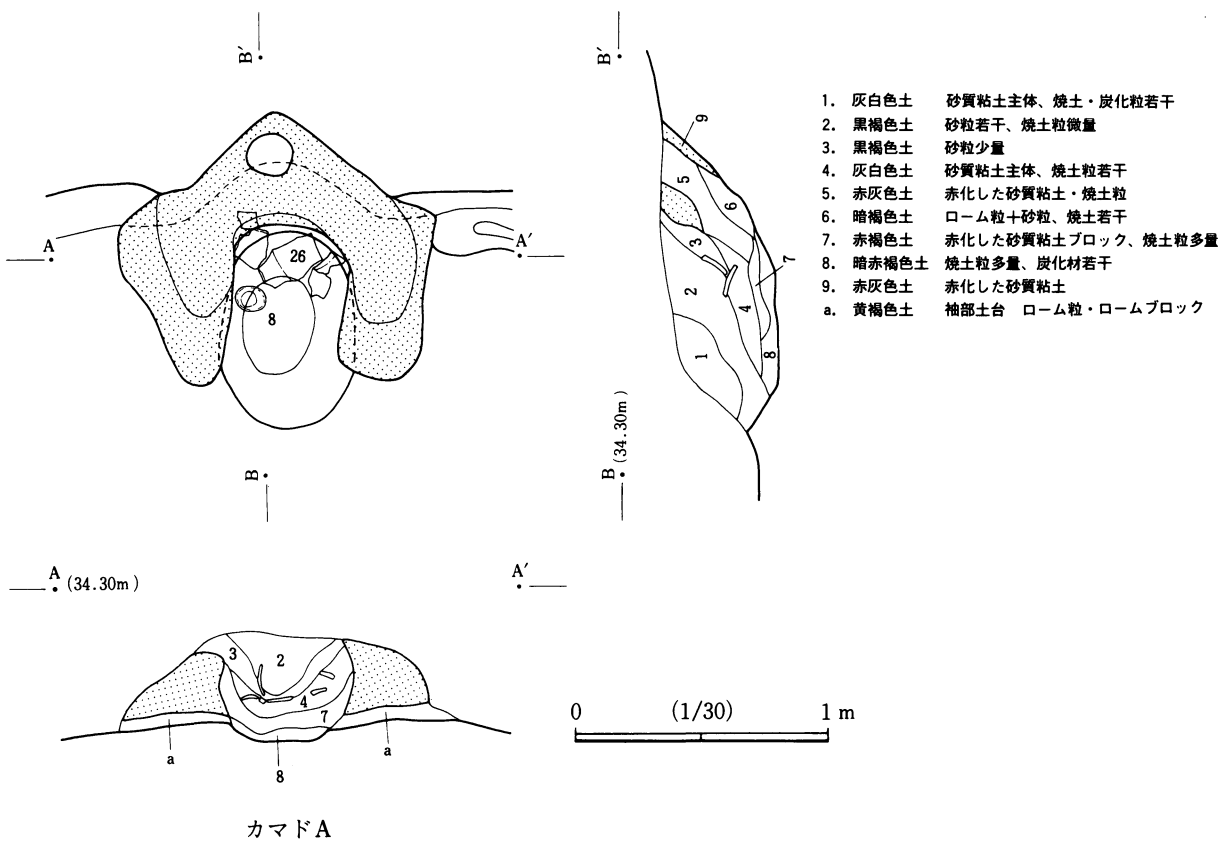 B′
B′
1. 灰白色土 砂質粘土主体、焼土・炭化粒若干
2. 黒褐色土 砂粒若干、焼土粒微量
3. 黒褐色土 砂粒少量
4. 灰白色土 砂質粘土主体、焼土粒若干
5. 赤灰色土 赤化した砂質粘土・焼土粒
6. 暗褐色土 ローム粒＋砂粒、焼土若干
7. 赤褐色土 赤化した砂質粘土ブロック、焼土粒多量
8. 暗赤褐色土 焼土粒多量、炭化材若干
9. 赤灰色土 赤化した砂質粘土
a. 黄褐色土 袖部土台 ローム粒・ロームブロック
A
A′
26
8
B
9
5
6
3
7
2
4
1
8
B (34.30m)
A (34.30m)
A′
3
2
4
7
a
a
8
0 (1/30) 1 m
カマドA